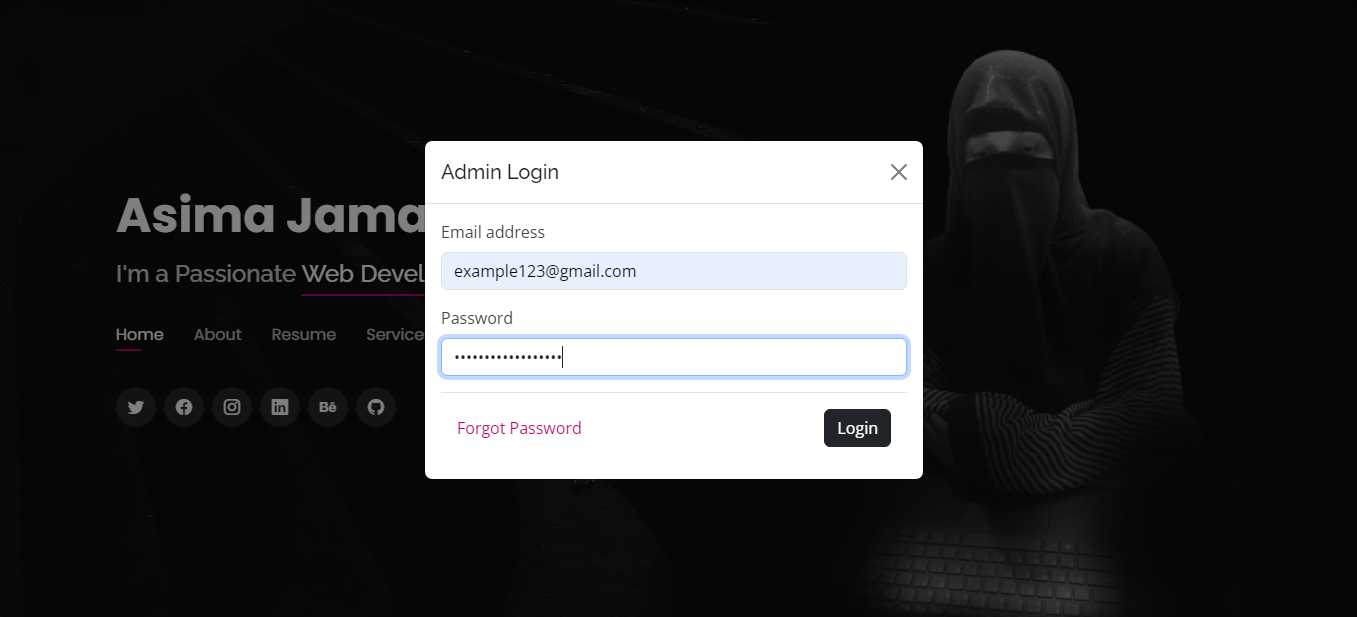 Admin Login
Asima Jama
Email address
example123@gmail.com
I'm a Passionate Web Devel
Password
Home About Resume Service
••••••••••••••••••
Bē
Forgot Password
Login